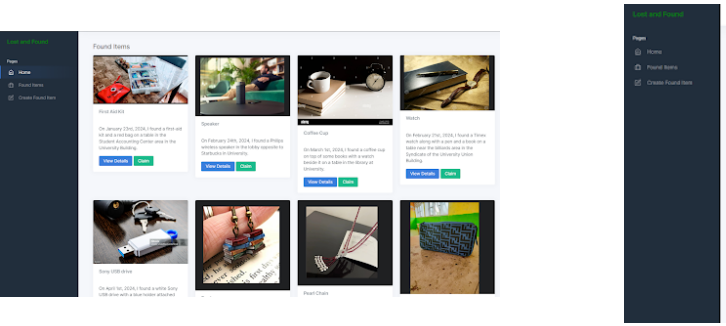 Lost and Found
Pages
Home
Found Items
Create Found Item
Found Items
First Aid Kit
On January 23rd, 2024, I found a first aid
kit and a red bag on a table in the
Student Accounting Center area in the
University Building.
View Details
Claim
Speaker
On February 24th, 2024, I found a Philips
wireless speaker in the lobby opposite to
Starbucks in University.
View Details
Claim
Coffee Cup
On March 1st, 2024, I found a coffee cup
on top of some books with a watch
beside it on a table in the library at
University.
View Details
Claim
Watch
On February 21st, 2024, I found a Timex
watch along with a pen and a book on a
table near the billiards area in the
Syndicate of the University Union
Building.
View Details
Claim
Sony USB drive
On April 1st, 2024, I found a white Sony
USB drive with a blue holder attached
Pearl Chain
Lost and Found
Pages
Home
Found Items
Create Found Item